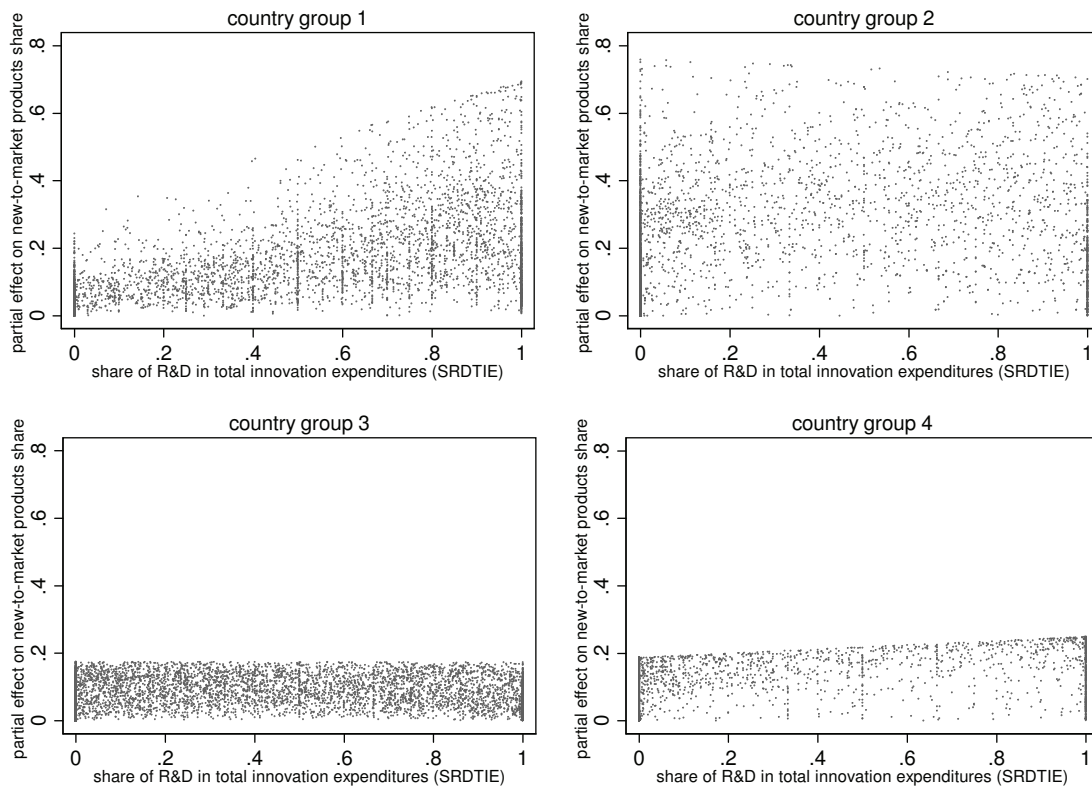 country group 1
partial effect on new-to-market products share
.8
.6
.4
.2
0
0 .2 .4 .6 .8 1
share of R&D in total innovation expenditures (SRDTIE)
country group 2
partial effect on new-to-market products share
.8
.6
.4
.2
0
0 .2 .4 .6 .8 1
share of R&D in total innovation expenditures (SRDTIE)
country group 3
partial effect on new-to-market products share
.8
.6
.4
.2
0
0 .2 .4 .6 .8 1
share of R&D in total innovation expenditures (SRDTIE)
country group 4
partial effect on new-to-market products share
.8
.6
.4
.2
0
0 .2 .4 .6 .8 1
share of R&D in total innovation expenditures (SRDTIE)